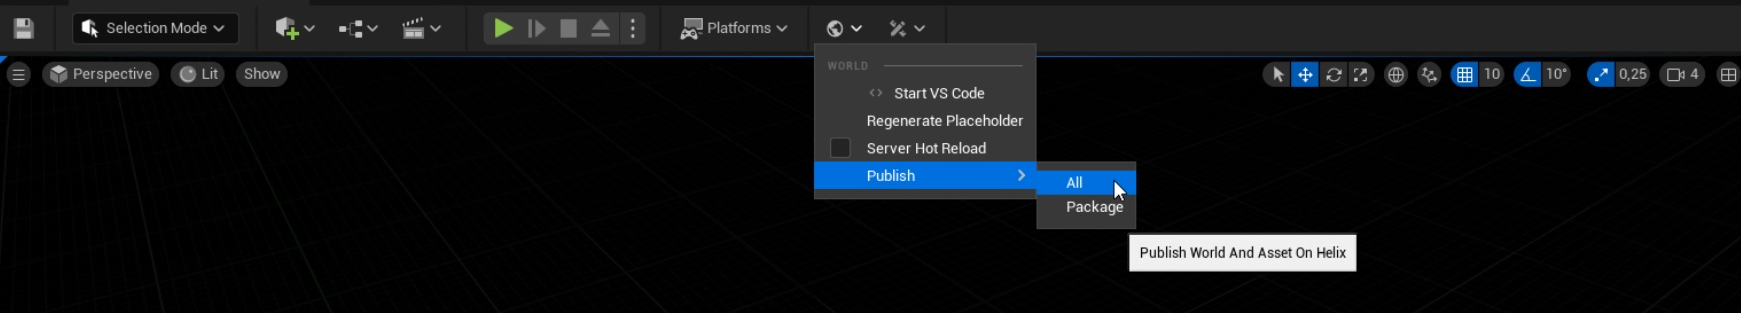 Selection Mode
Platforms
Perspective
Lit
Show
10
10°
0,25
4
WORLD
Start VS Code
Regenerate Placeholder
Server Hot Reload
Publish
All
Package
Publish World And Asset On Helix